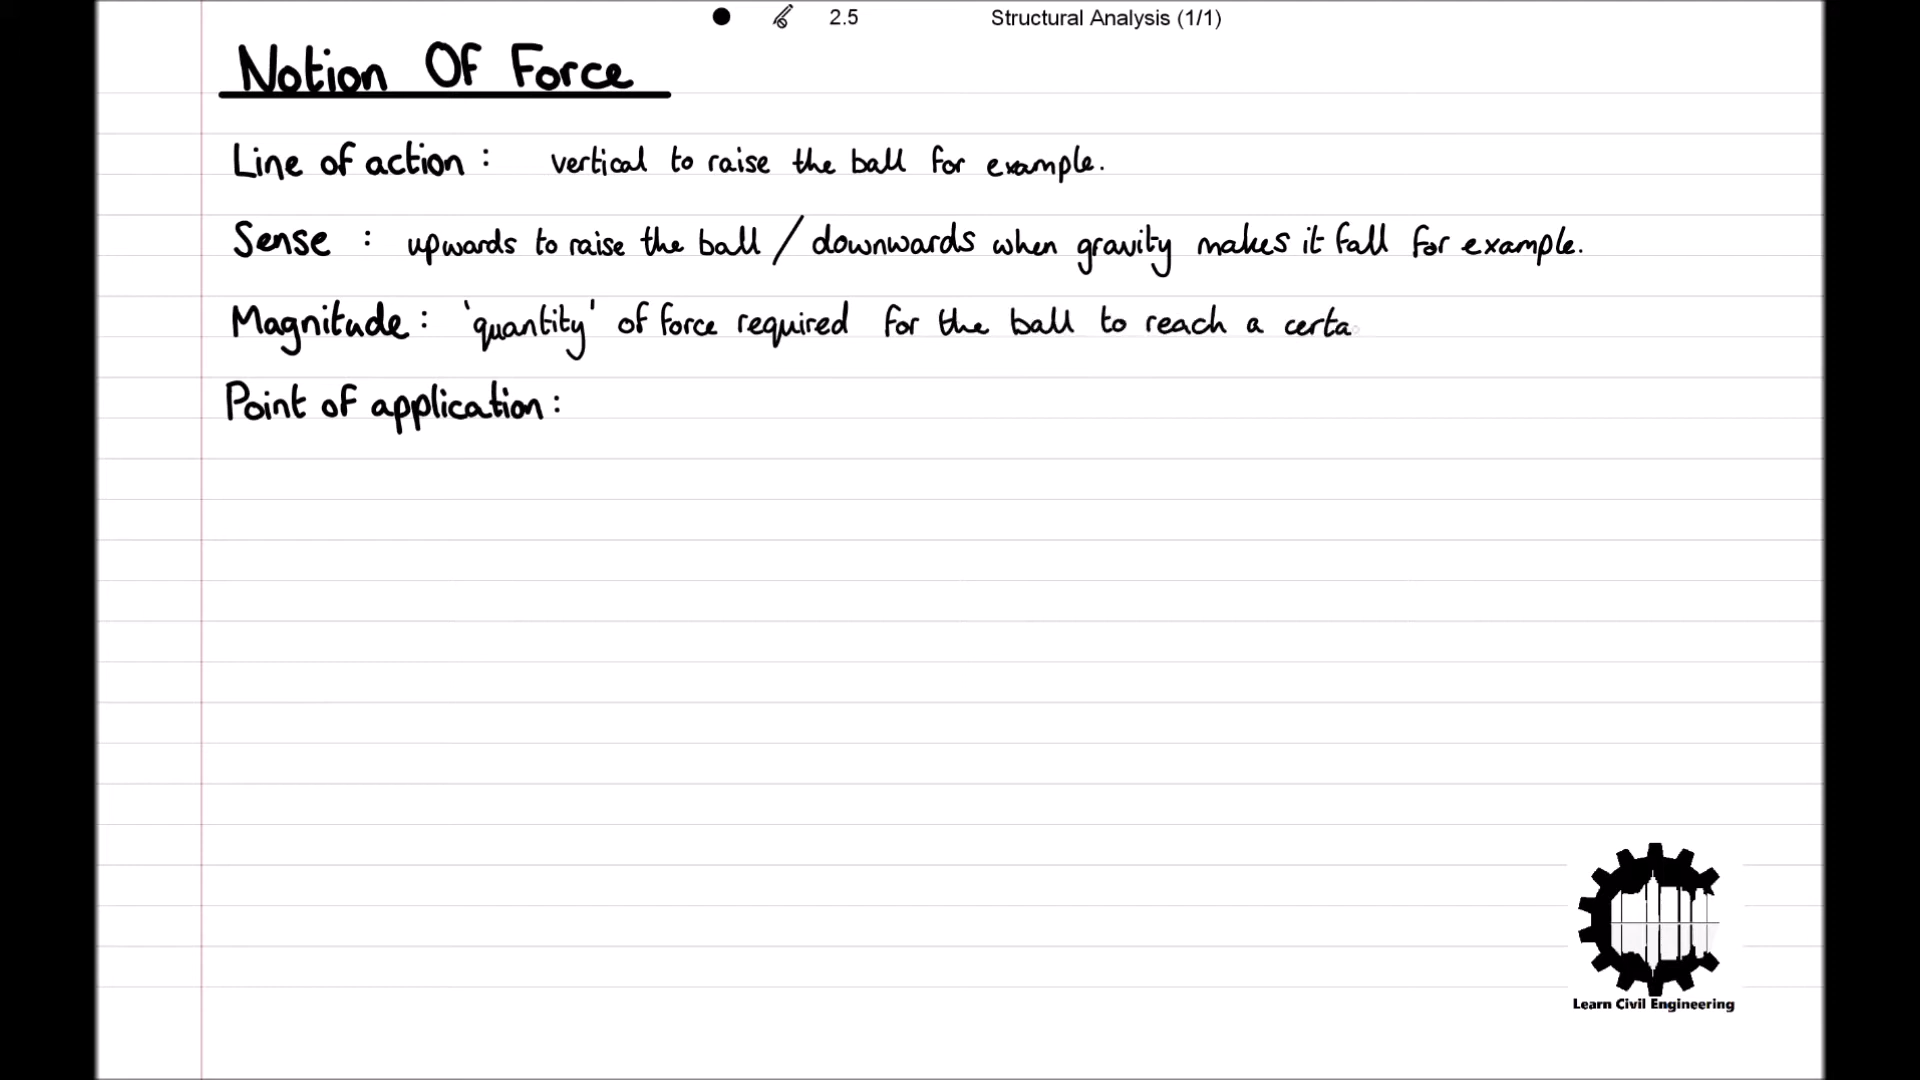 2.5 Structural Analysis (1/1)
Notion Of Force
Line of action : vertical to raise the ball for example.
Sense : upwards to raise the ball / downwards when gravity makes it fall for example.
Magnitude : 'quantity' of force required for the ball to reach a certa
Point of application :
Learn Civil Engineering